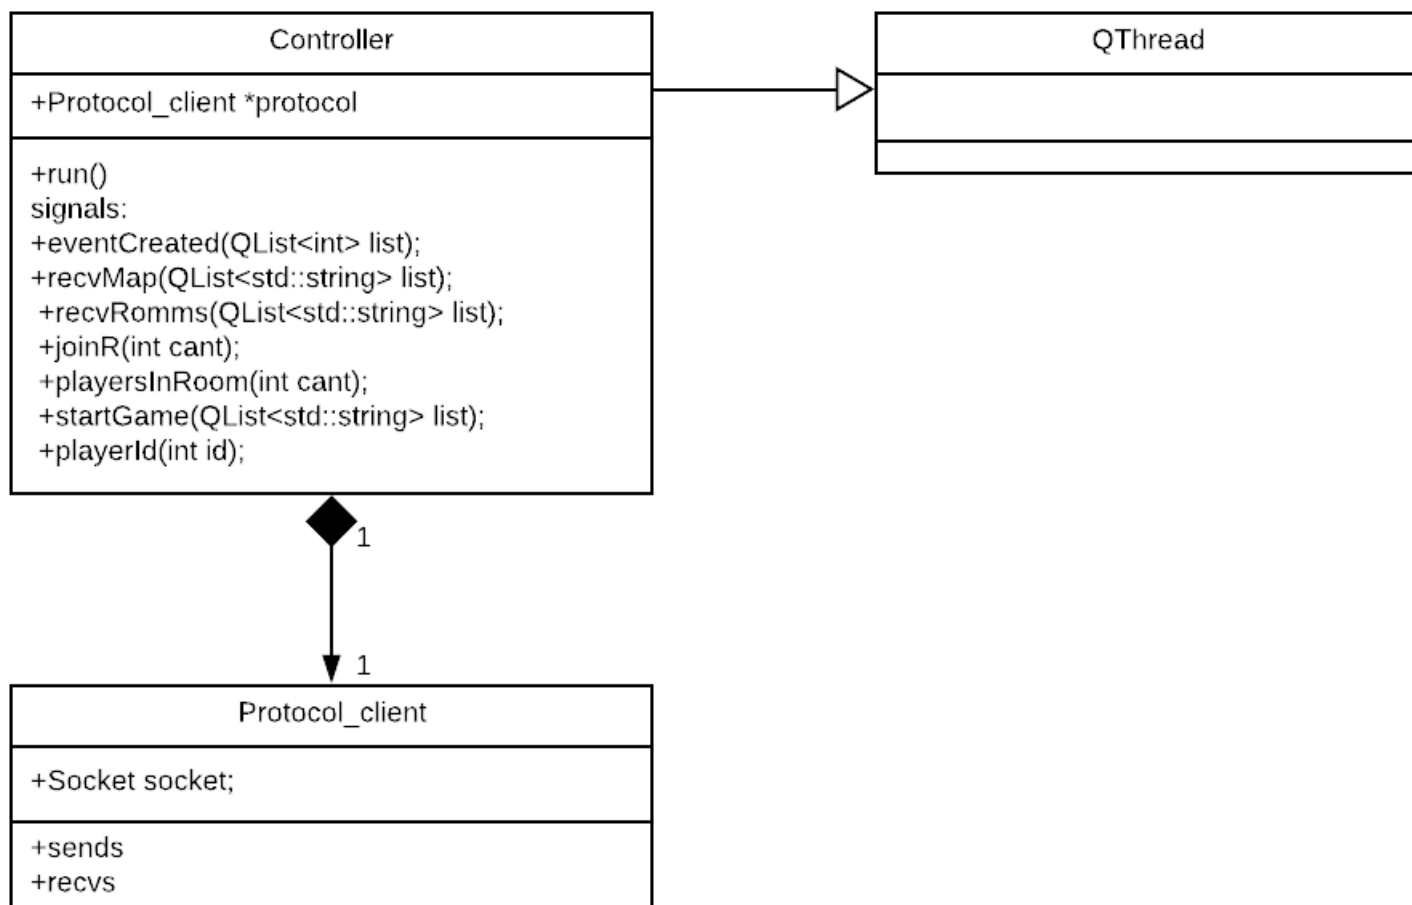 Controller
+Protocol_client *protocol
+run()
signals:
+eventCreated(QList<int> list);
+recvMap(QList<std::string> list);
+recvRomms(QList<std::string> list);
+joinR(int cant);
+playersInRoom(int cant);
+startGame(QList<std::string> list);
+playerId(int id);
QThread
1
1
Protocol_client
+Socket socket;
+sends
+recvs